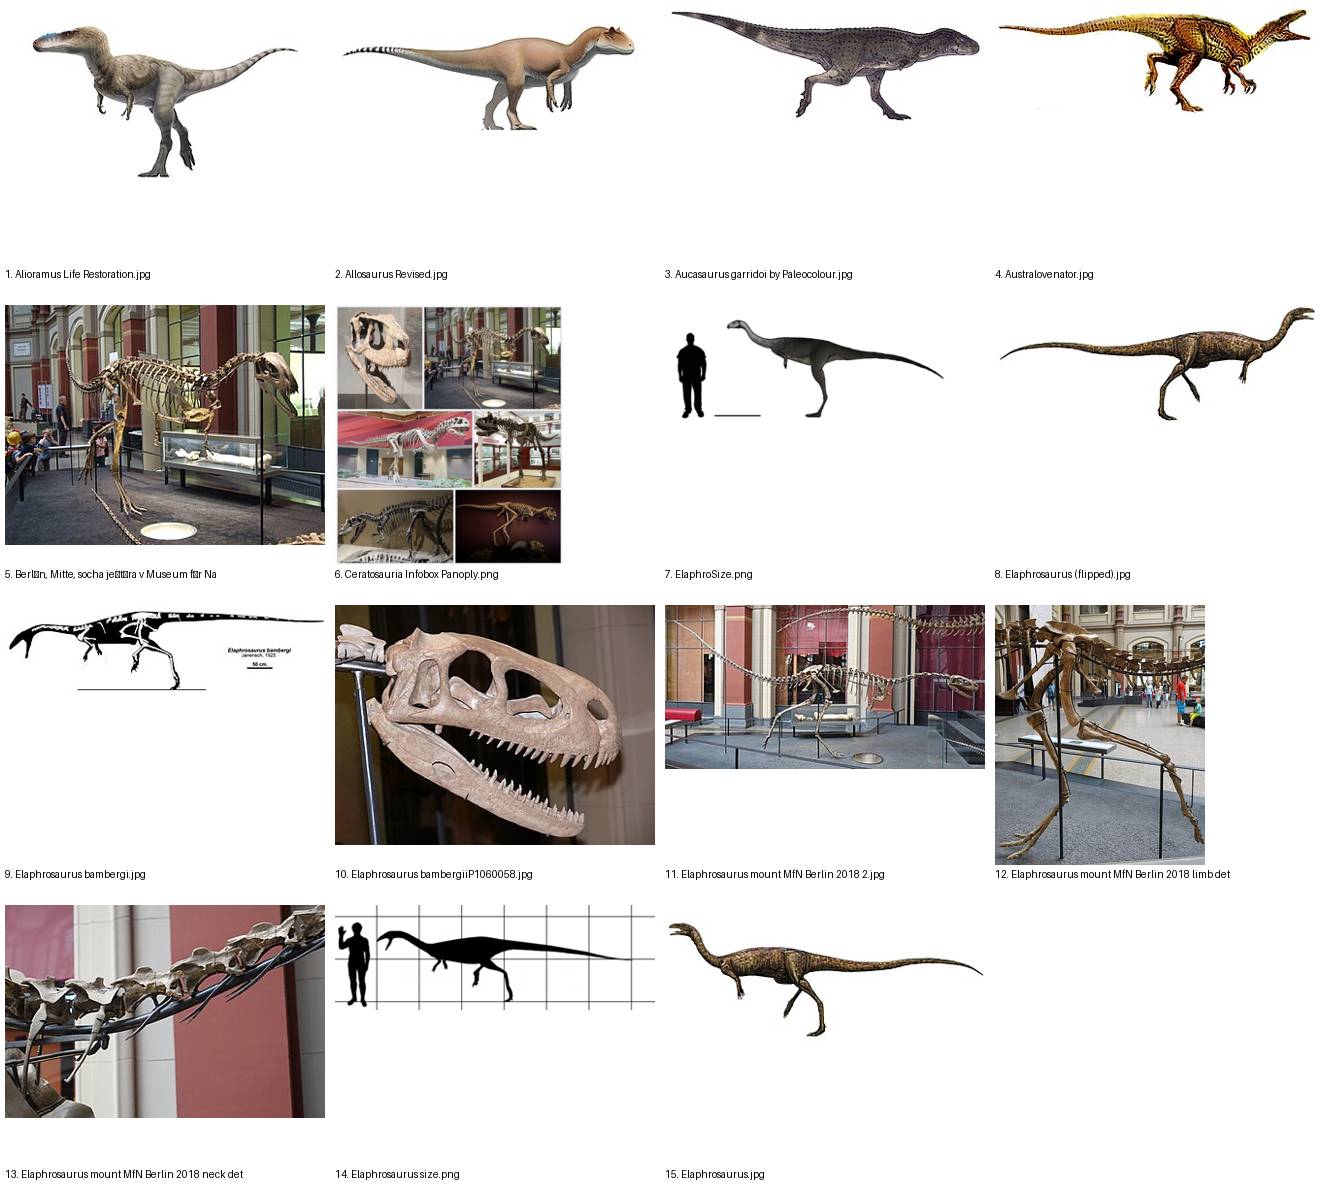 1. Alioramus Life Restoration.jpg
2. Allosaurus Revised.jpg
3. Aucasaurus garridoi by Paleocolour.jpg
4. Australovenator.jpg
5. Berl n, Mitte, socha je t ra v Museum f r Na
6. Ceratosauria Infobox Panoply.png
7. ElaphroSize.png
8. Elaphrosaurus (flipped).jpg
Elaphrosaurus bambergi
Janensch, 1925
50 cm.
9. Elaphrosaurus bambergi.jpg
10. Elaphrosaurus bambergiiP1060058.jpg
11. Elaphrosaurus mount MfN Berlin 2018 2.jpg
12. Elaphrosaurus mount MfN Berlin 2018 limb det
13. Elaphrosaurus mount MfN Berlin 2018 neck det
14. Elaphrosaurus size.png
15. Elaphrosaurus.jpg